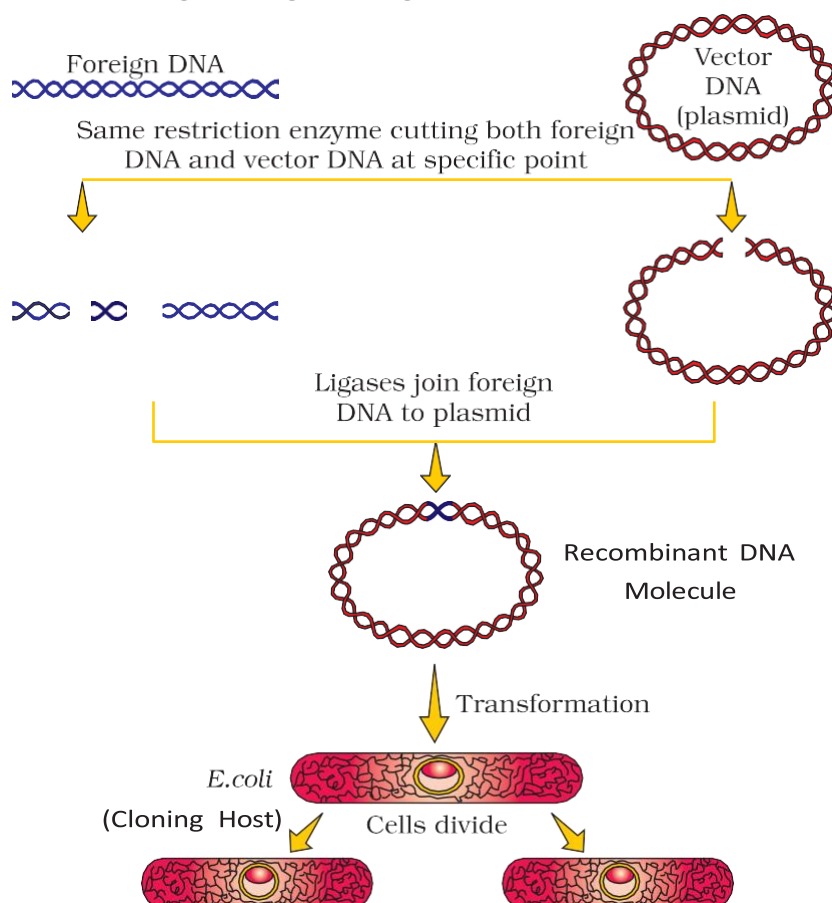 Foreign DNA
Vector
DNA
(plasmid)
Same restriction enzyme cutting both foreign
DNA and vector DNA at specific point
Ligases join foreign
DNA to plasmid
Recombinant DNA
Molecule
Transformation
E.coli
(Cloning Host)
Cells divide